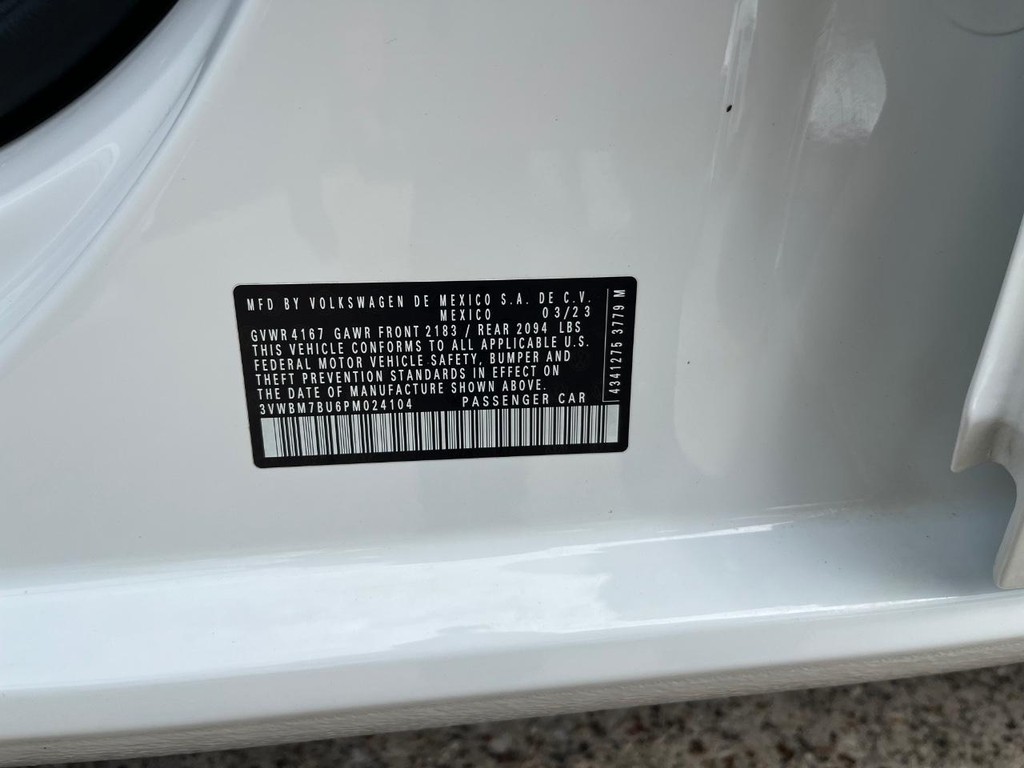 MFD BY VOLKSWAGEN DE MEXICO S.A. DE C.V.
MEXICO 03/23
GVWR 4167 GAWR FRONT 2183 / REAR 2094 LBS
THIS VEHICLE CONFORMS TO ALL APPLICABLE U.S.
FEDERAL MOTOR VEHICLE SAFETY, BUMPER AND
THEFT PREVENTION STANDARDS IN EFFECT ON
THE DATE OF MANUFACTURE SHOWN ABOVE.
3VWBM7BU6PM024104 PASSENGER CAR
4341275 3779 M